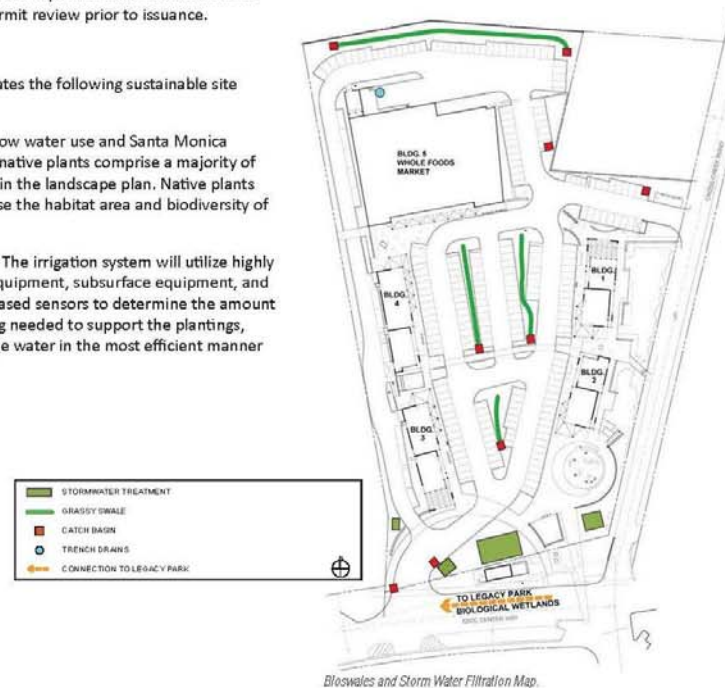 rmit review prior to issuance.
ates the following sustainable site
ow water use and Santa Monica
native plants comprise a majority of
in the landscape plan. Native plants
se the habitat area and biodiversity of
The irrigation system will utilize highly
quipment, subsurface equipment, and
ased sensors to determine the amount
g needed to support the plantings,
e water in the most efficient manner
BLDG. 5
WHOLE FOODS
MARKET
BLDG.
1
BLDG.
4
BLDG.
2
BLDG.
3
STORMWATER TREATMENT
GRASSY SWALE
CATCH BASIN
TRENCH DRAINS
CONNECTION TO LEGACY PARK
TO LEGACY PARK
BIOLOGICAL WETLANDS
Bioswales and Storm Water Filtration Map.